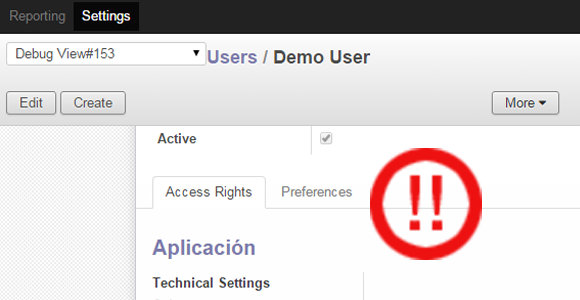 Reporting Settings
Debug View#153 Users / Demo User
Edit Create More
Active
Access Rights Preferences
!!
Aplicación
Technical Settings